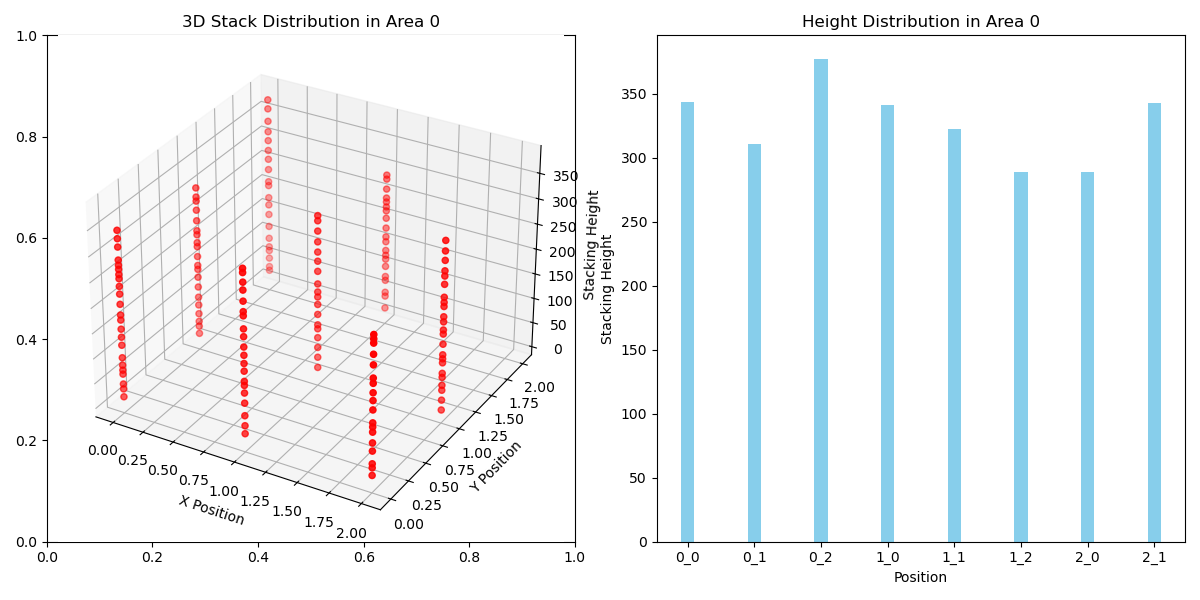 3D Stack Distribution in Area 0
1.0
0.8
0.6
0.4
0.2
0.0
0.0 0.2 0.4 0.6 0.8 1.0
0.00 0.25 0.50 0.75 1.00 1.25 1.50 1.75 2.00
X Position
0.00 0.25 0.50 0.75 1.00 1.25 1.50 1.75 2.00
Y Position
0 50 100 150 200 250 300 350
Stacking Height
Height Distribution in Area 0
Stacking Height
350
300
250
200
150
100
50
0
0_0 0_1 0_2 1_0 1_1 1_2 2_0 2_1
Position